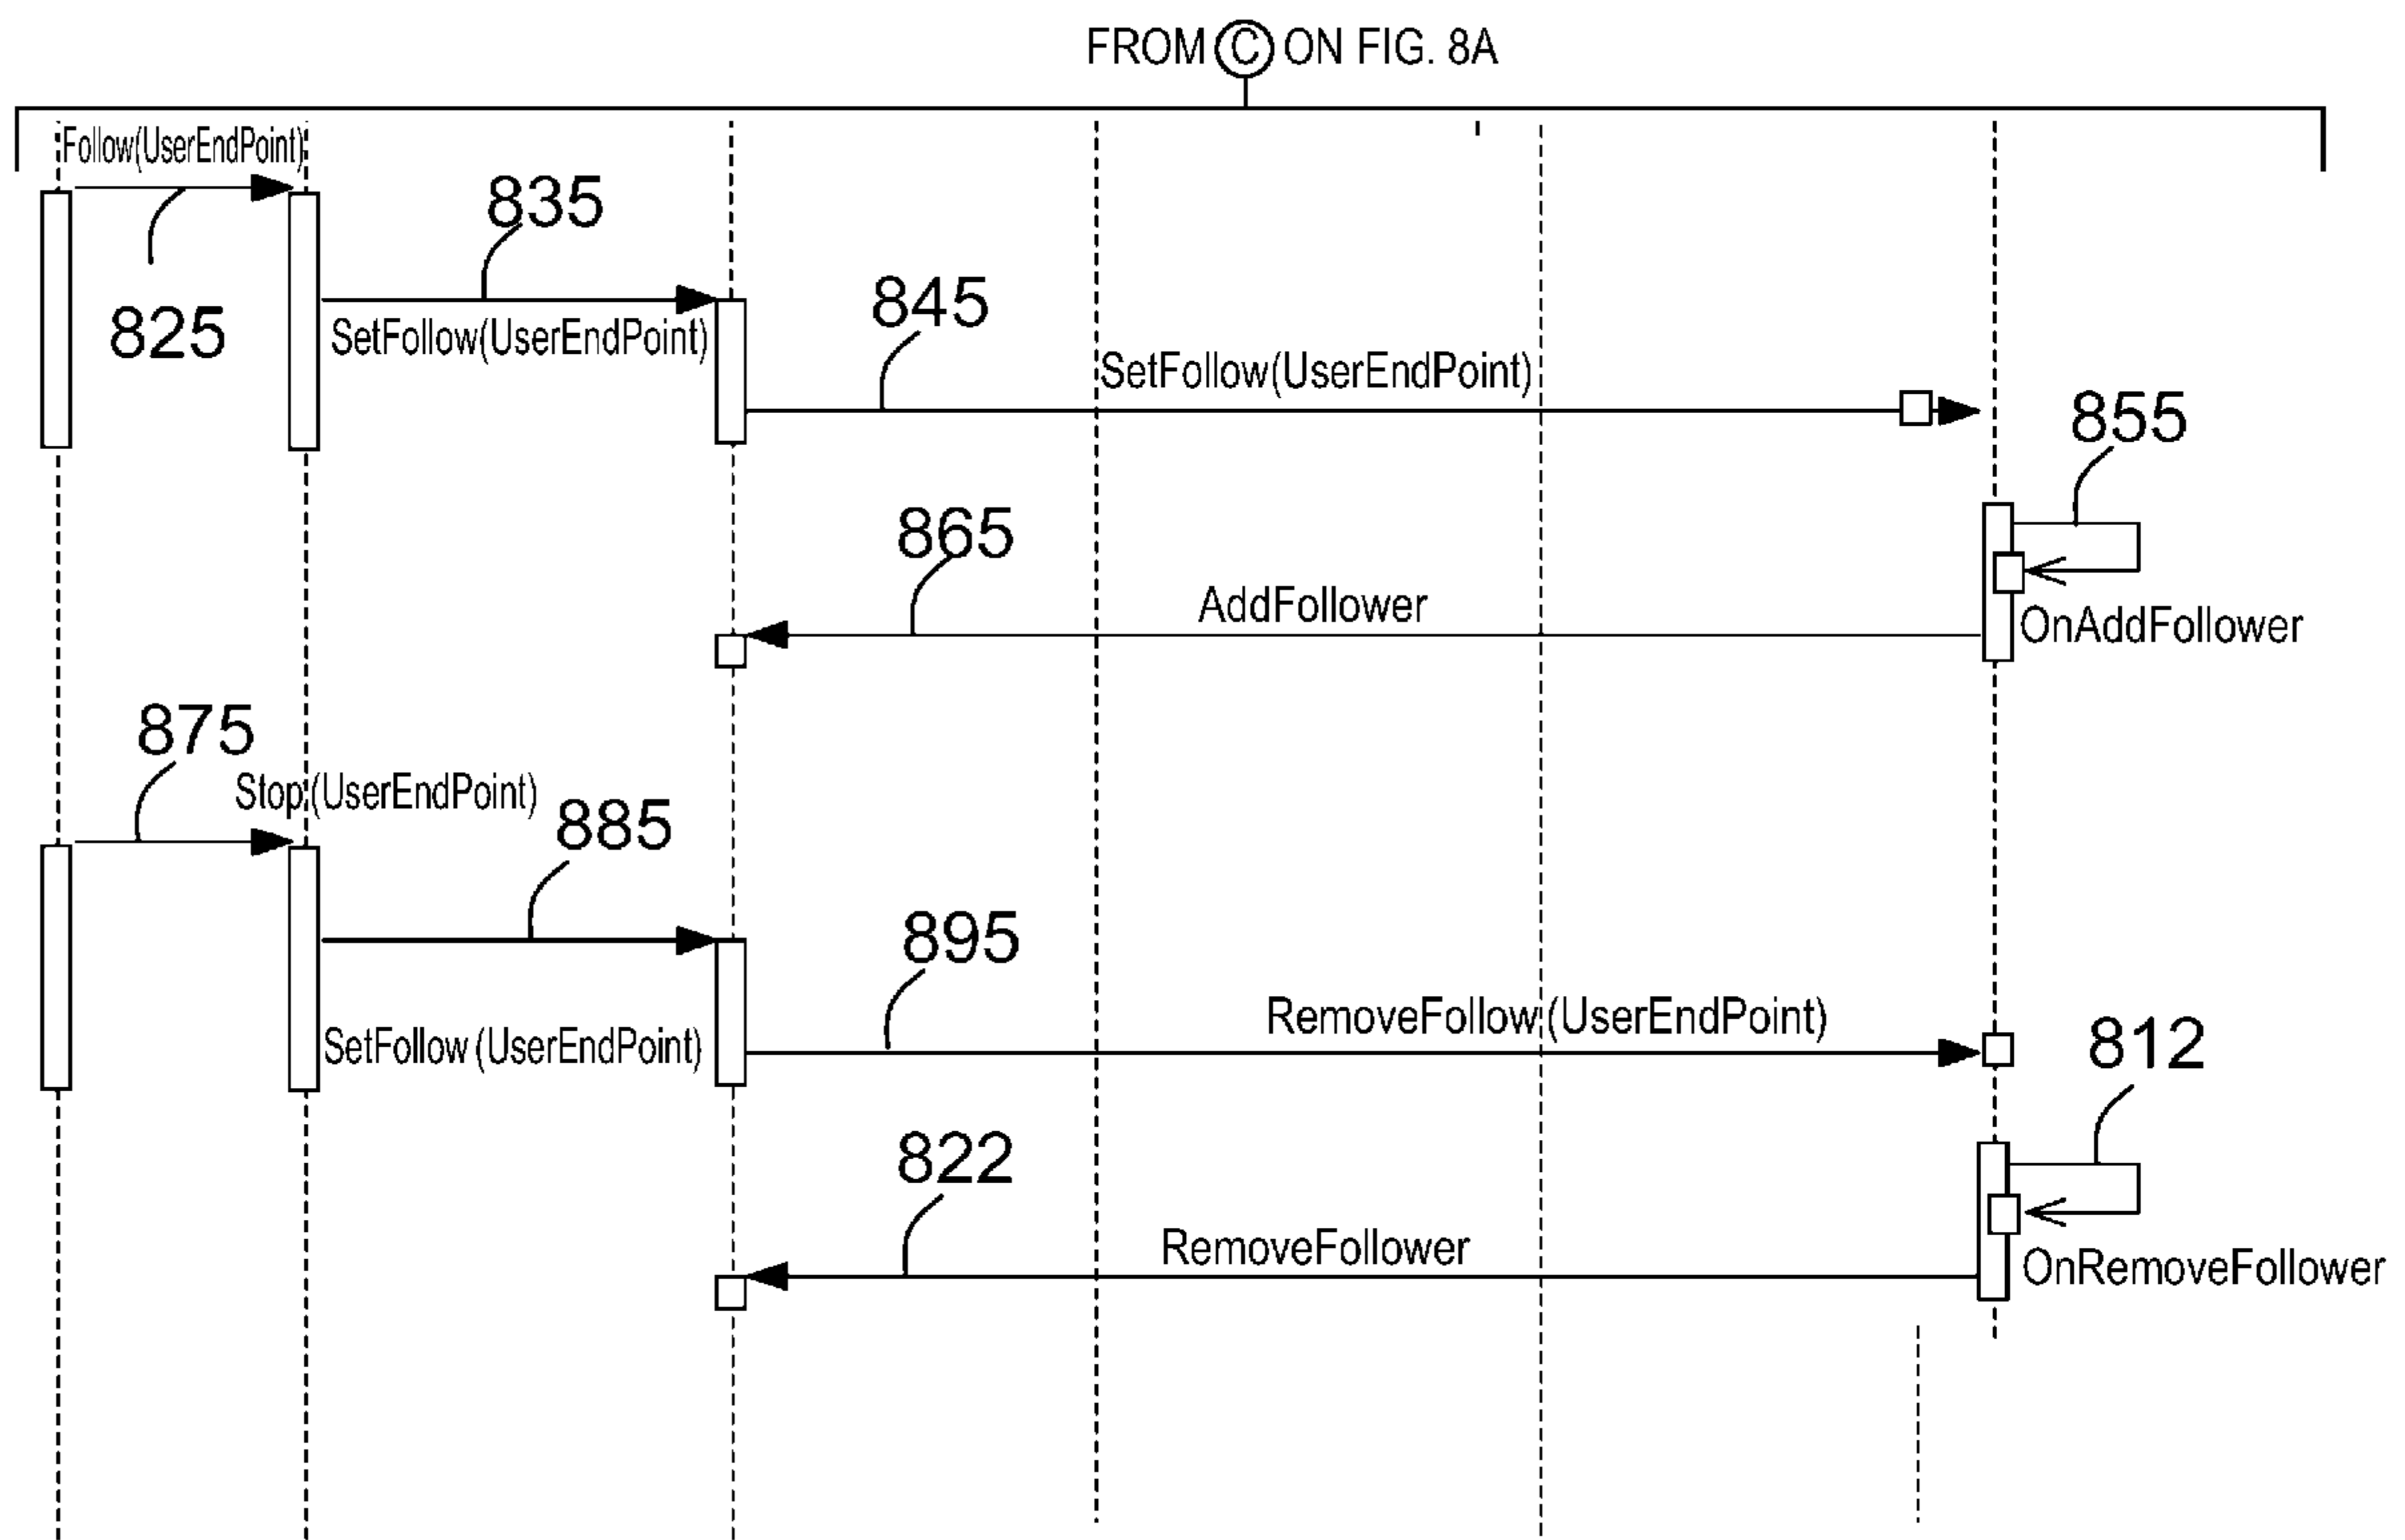 FROM C ON FIG. 8A
Follow(UserEndPoint)
835
825
SetFollow(UserEndPoint)
845
SetFollow(UserEndPoint)
855
865
AddFollower
OnAddFollower
875
Stop(UserEndPoint)
885
895
SetFollow (UserEndPoint)
RemoveFollow(UserEndPoint)
812
822
RemoveFollower
OnRemoveFollower